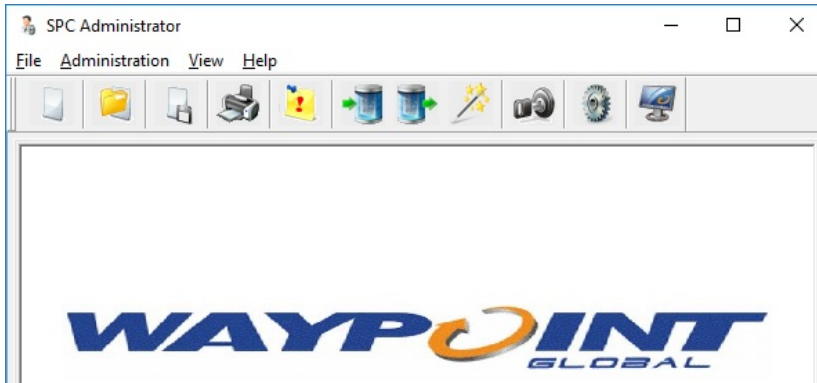 SPC Administrator
File Administration View Help
WAYPOINT
GLOBAL